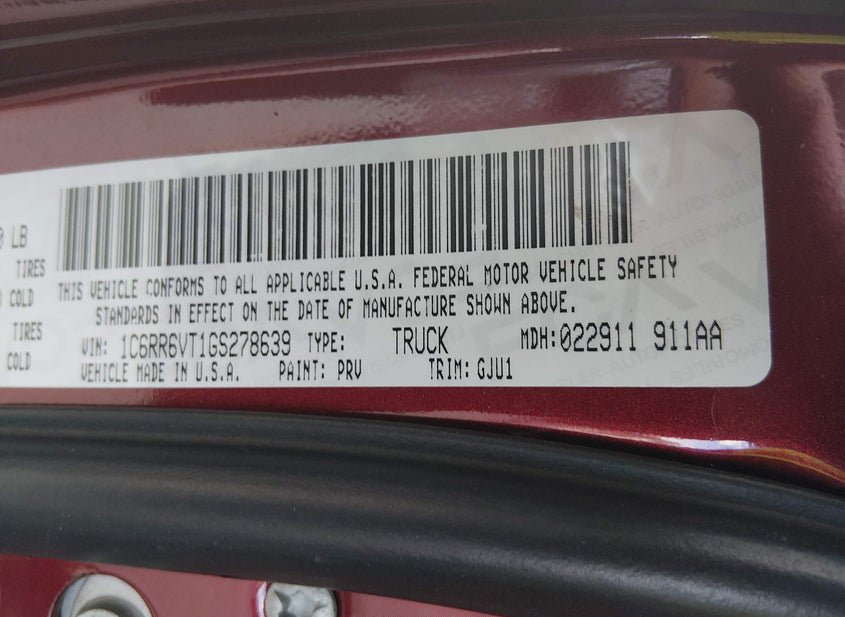 0 LB
TIRES
COLD
TIRES
COLD
THIS VEHICLE CONFORMS TO ALL APPLICABLE U.S.A. FEDERAL MOTOR VEHICLE SAFETY
STANDARDS IN EFFECT ON THE DATE OF MANUFACTURE SHOWN ABOVE.
VIN: 1C6RR6VT1GS278639 TYPE: TRUCK MDH:022911 911AA
VEHICLE MADE IN U.S.A. PAINT: PRV TRIM: GJU1